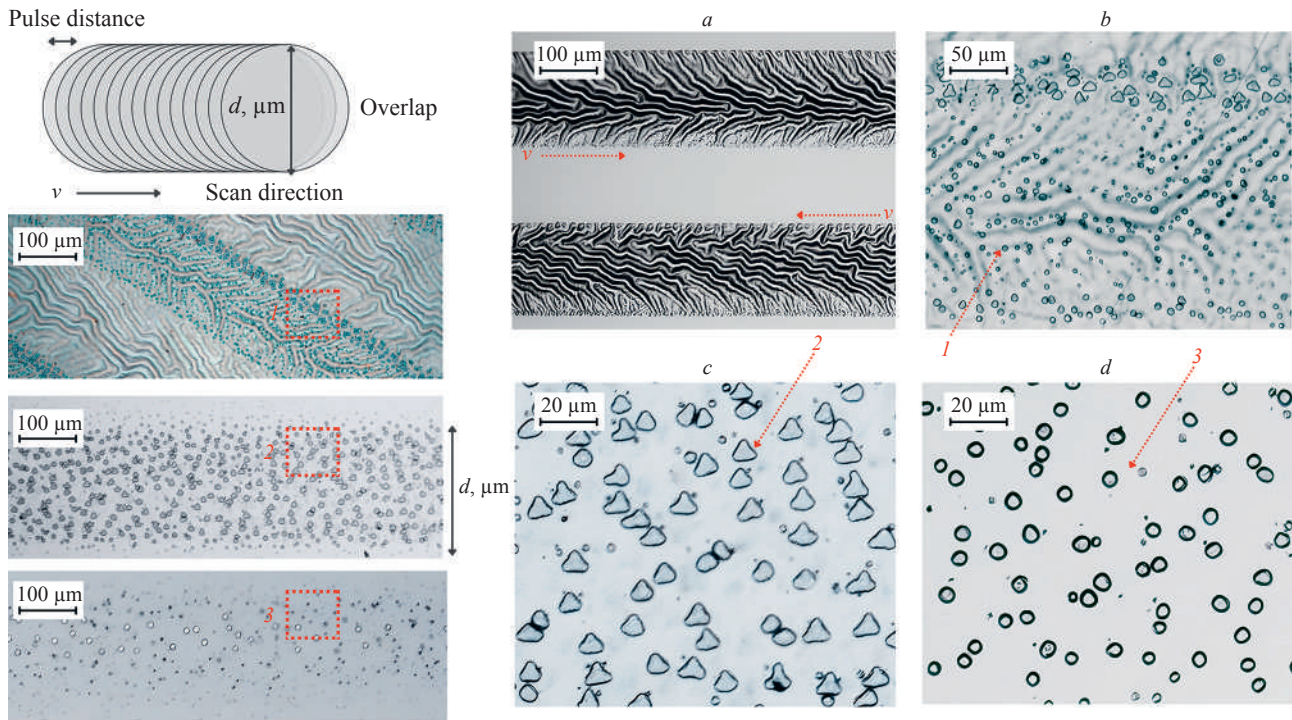 Pulse distance
d, µm
Overlap
v
Scan direction
100 µm
1
100 µm
2
d, µm
100 µm
3
a
100 µm
v
v
b
50 µm
1
c
2
20 µm
d
3
20 µm